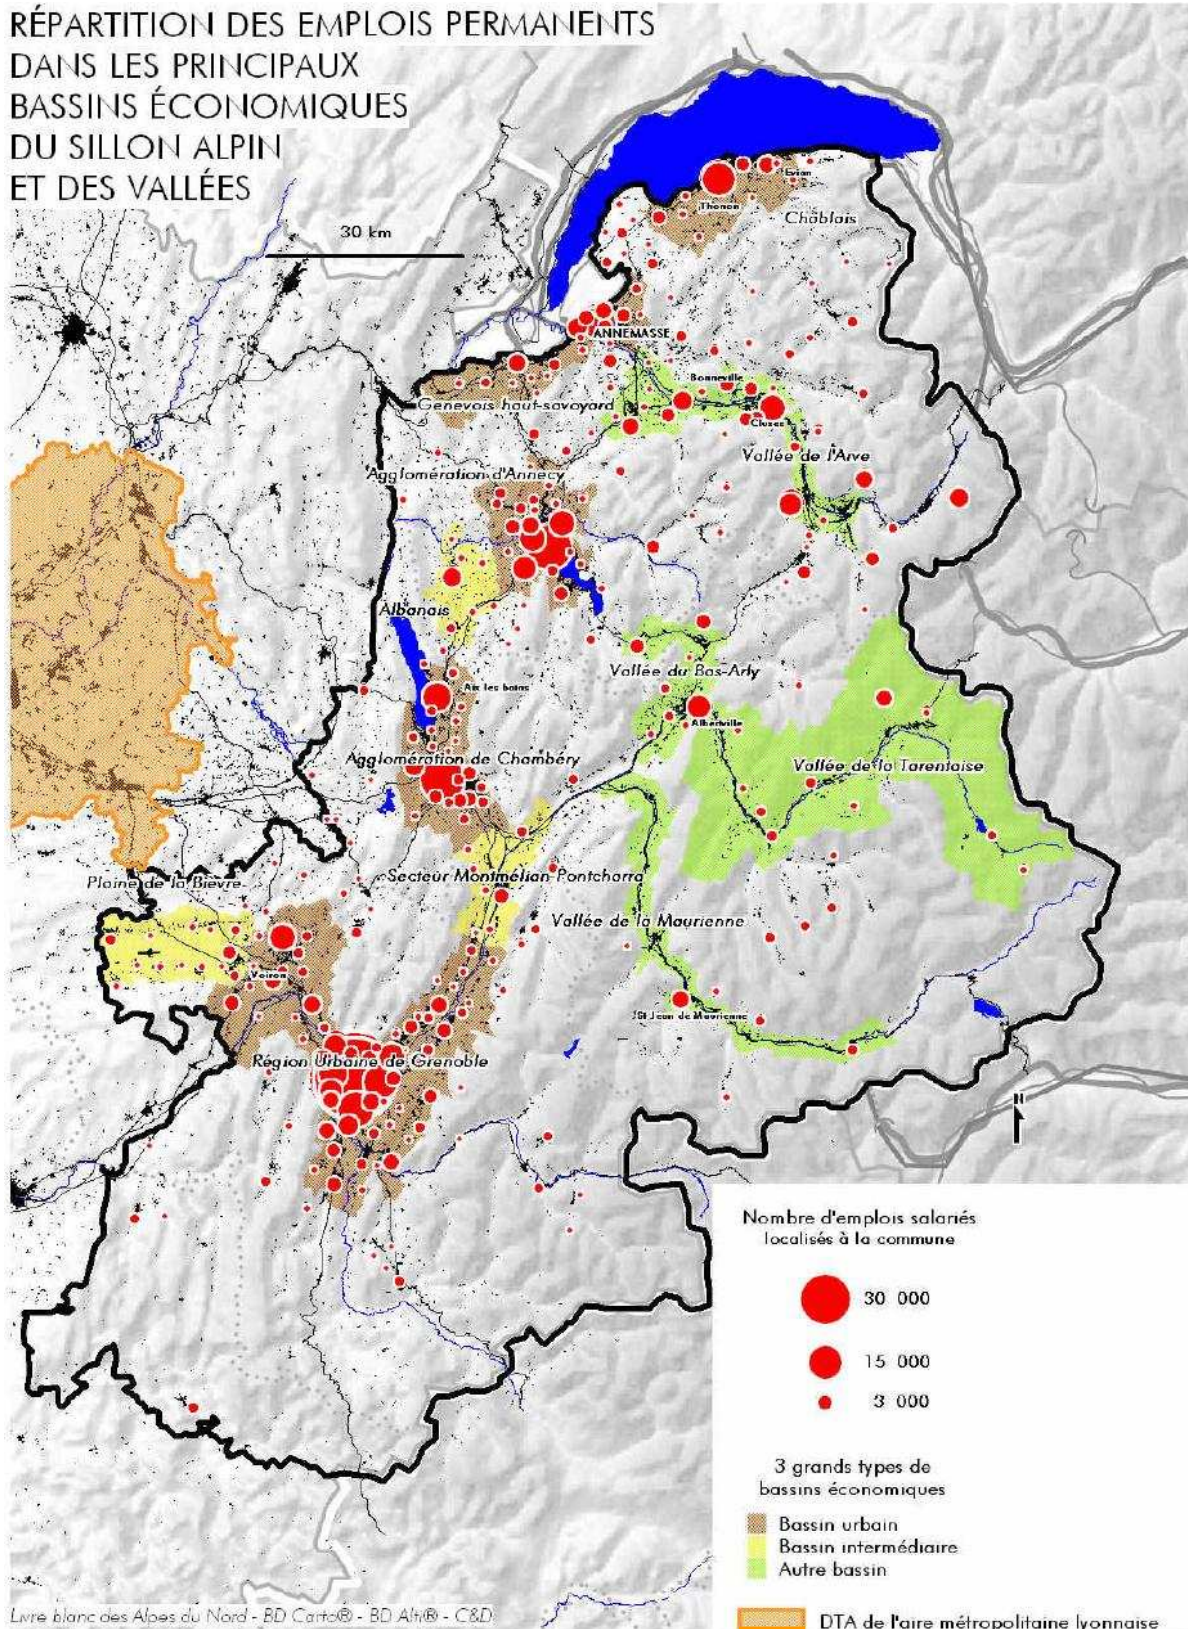 RÉPARTITION DES EMPLOIS PERMANENTS
DANS LES PRINCIPAUX
BASSINS ÉCONOMIQUES
DU SILLON ALPIN
ET DES VALLÉES
30 km
Evian
Thonon
Chablais
ANNEMASSE
Bonneville
Genevois haut-savoyard
Cluses
Vallée de l'Arve
Agglomération d'Annecy
Albanais
Vallée du Bas-Arly
Aix les bains
Albertville
Agglomération de Chambéry
Vallée de la Tarentaise
Secteur Montmélian-Pontcharra
Plaine de la Bièvre
Vallée de la Maurienne
Voiron
St Jean de Maurienne
Région Urbaine de Grenoble
N
Nombre d'emplois salariés
localisés à la commune
30 000
15 000
3 000
3 grands types de
bassins économiques
Bassin urbain
Bassin intermédiaire
Autre bassin
DTA de l'aire métropolitaine lyonnaise
Livre blanc des Alpes du Nord - BD Carto® - BD Alti® - C&D